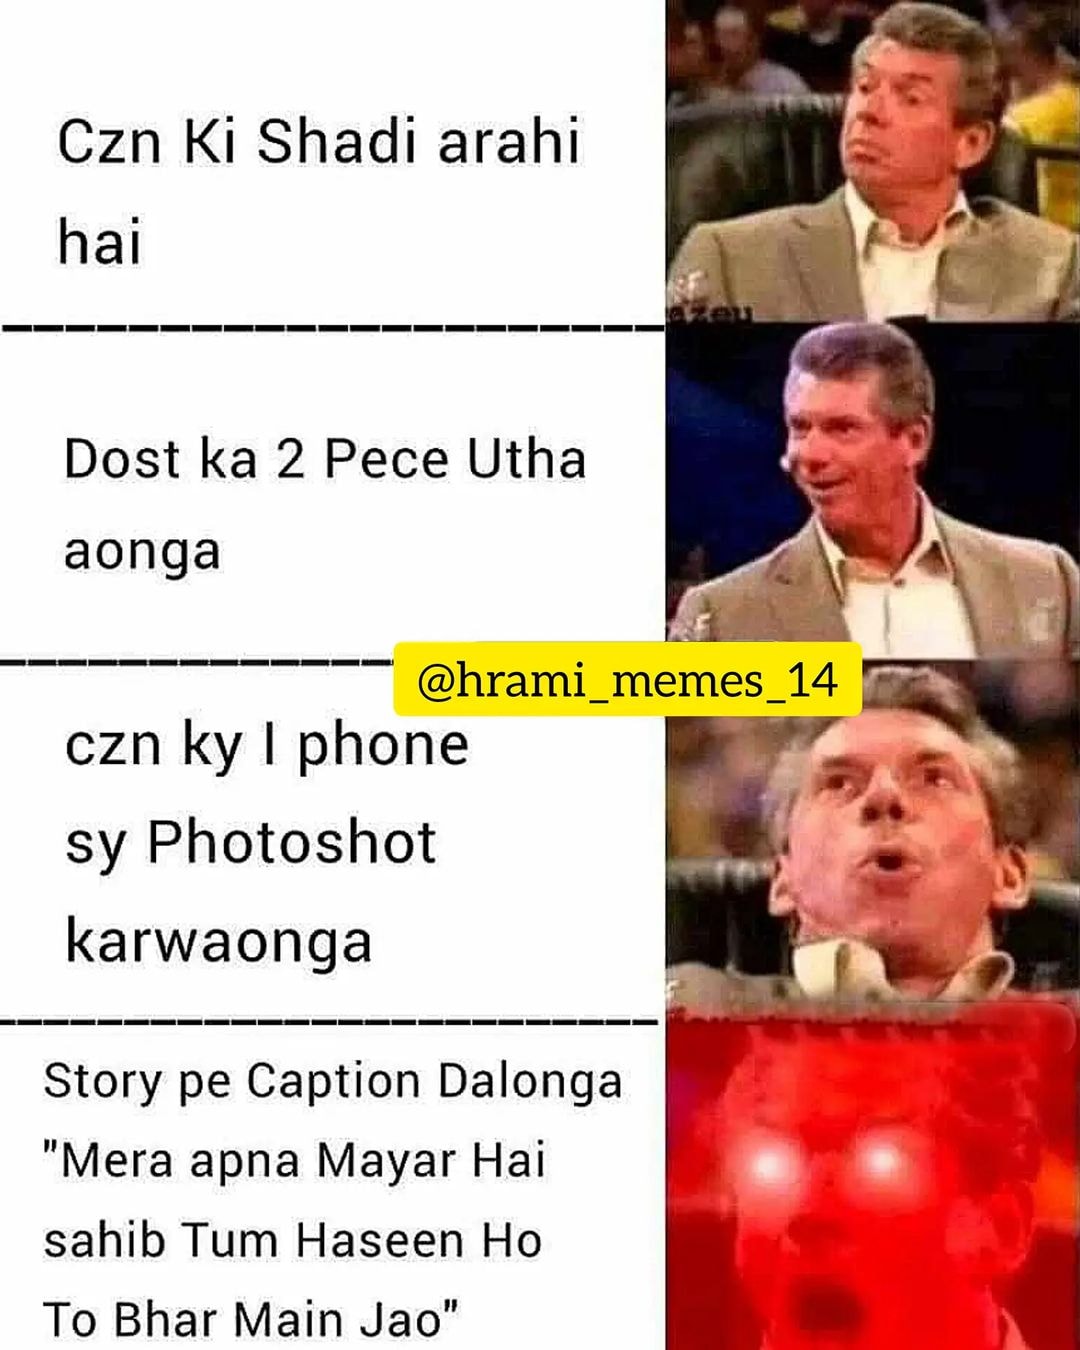 Czn Ki Shadi arahi
hai
Dost ka 2 Pece Utha
aonga
@hrami_memes_14
czn ky I phone
sy Photoshot
karwaonga
Story pe Caption Dalonga
"Mera apna Mayar Hai
sahib Tum Haseen Ho
To Bhar Main Jao"